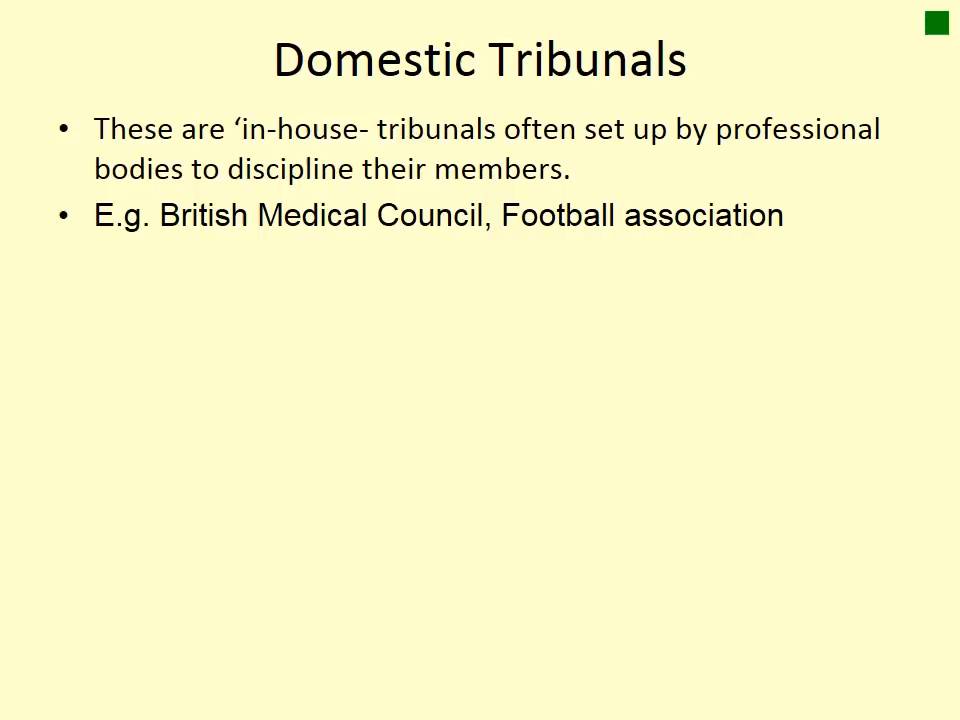 Domestic Tribunals
• These are ‘in-house- tribunals often set up by professional
bodies to discipline their members.
• E.g. British Medical Council, Football association